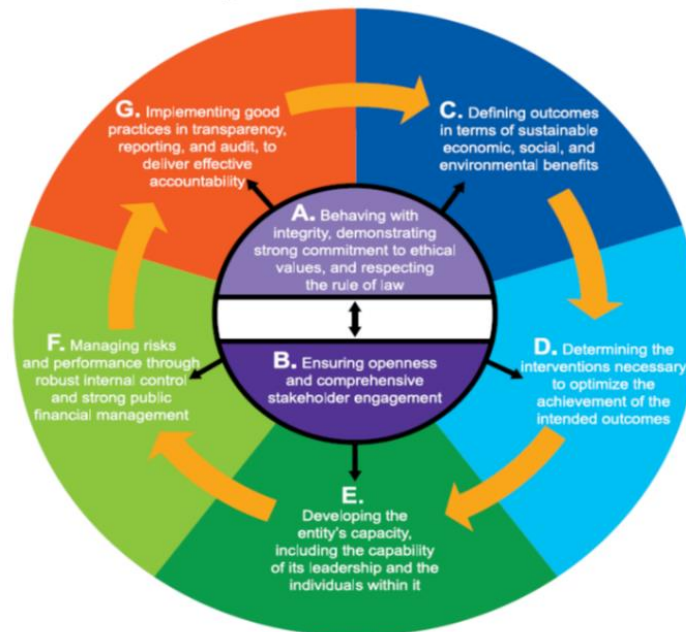 G. Implementing good
practices in transparency,
reporting, and audit, to
deliver effective
accountability
C. Defining outcomes
in terms of sustainable
economic, social, and
environmental benefits
A. Behaving with
integrity, demonstrating
strong commitment to ethical
values, and respecting
the rule of law
F. Managing risks
and performance through
robust internal control
and strong public
financial management
B. Ensuring openness
and comprehensive
stakeholder engagement
D. Determining the
interventions necessary
to optimize the
achievement of the
intended outcomes
E.
Developing the
entity's capacity,
including the capability
of its leadership and the
individuals within it